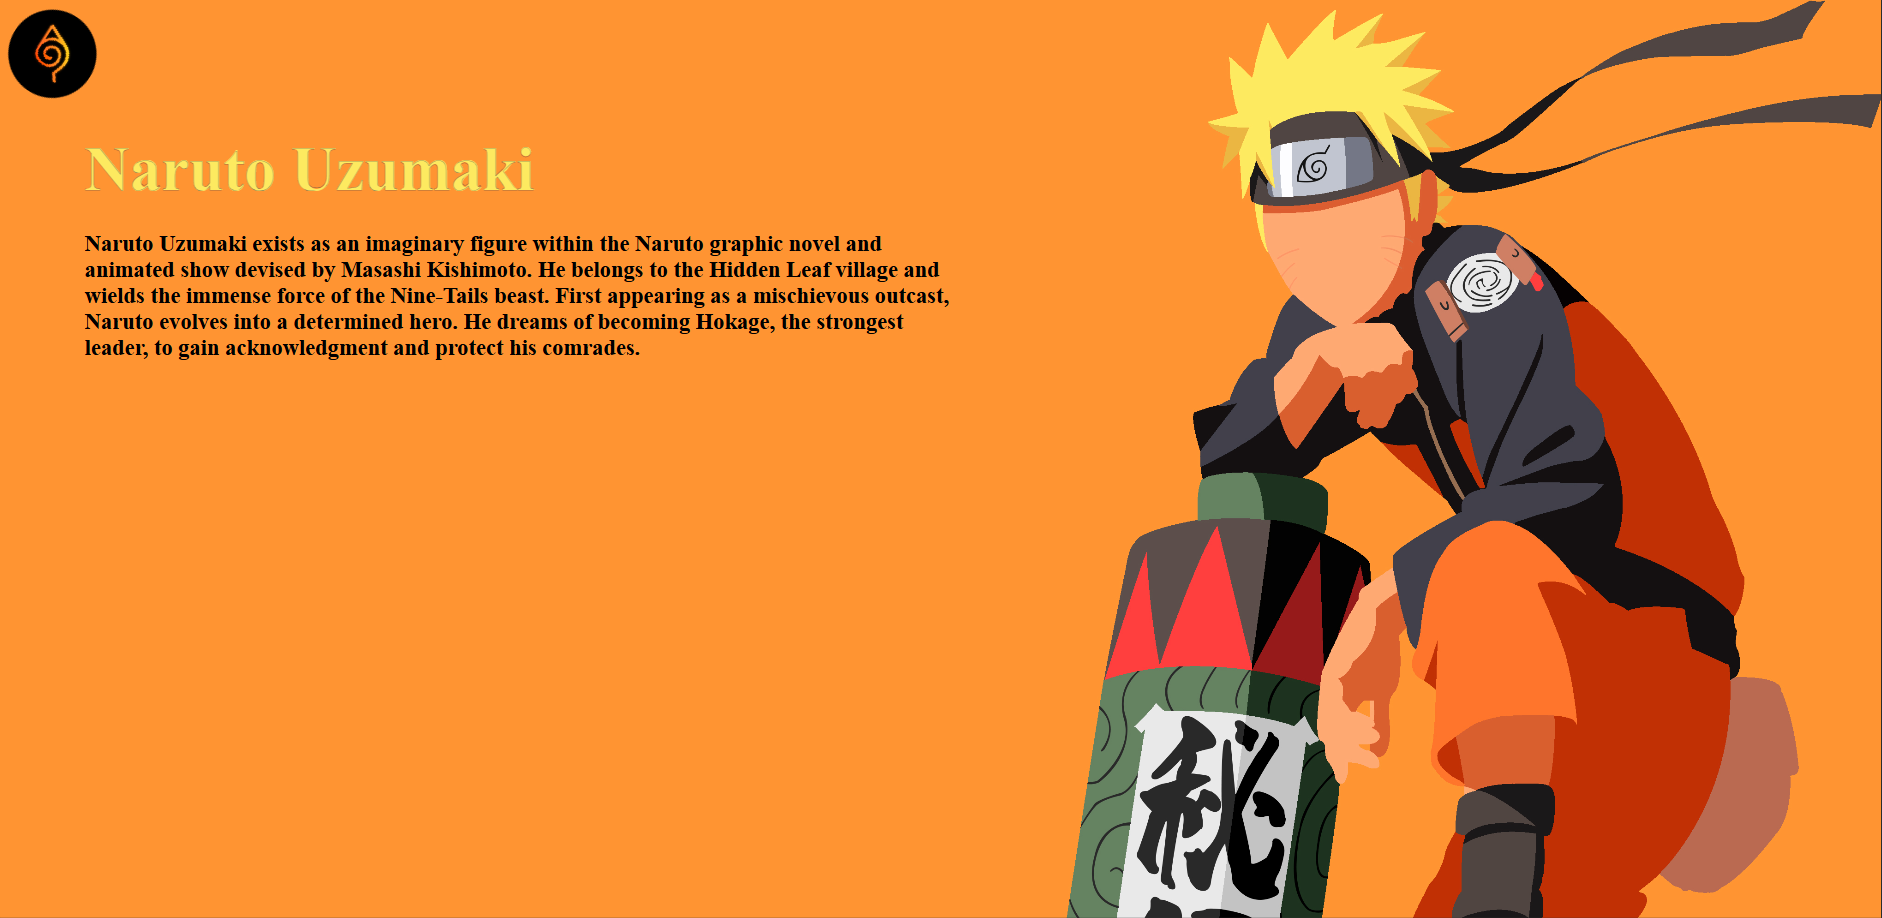 Naruto Uzumaki
Naruto Uzumaki exists as an imaginary figure within the Naruto graphic novel and
animated show devised by Masashi Kishimoto. He belongs to the Hidden Leaf village and
wields the immense force of the Nine-Tails beast. First appearing as a mischievous outcast,
Naruto evolves into a determined hero. He dreams of becoming Hokage, the strongest
leader, to gain acknowledgment and protect his comrades.
秘